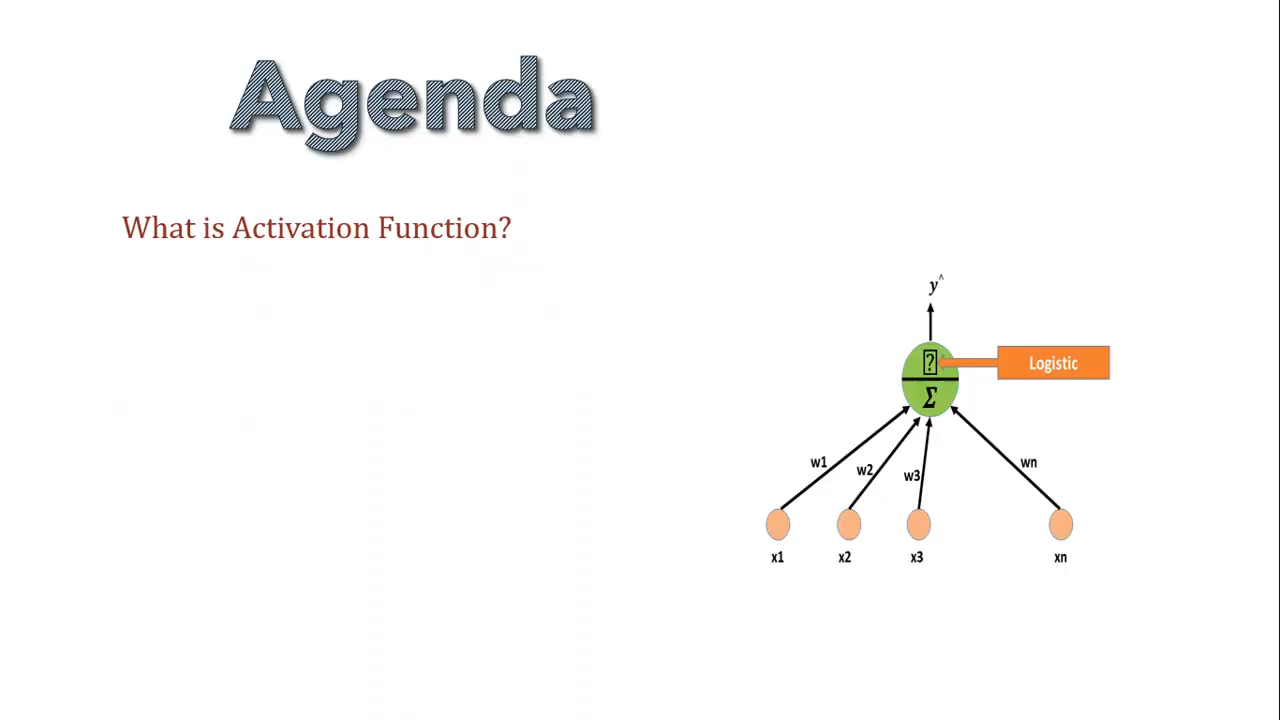 Agenda
What is Activation Function?
y^
Logistic
Σ
w1
w2
w3
wn
x1
x2
x3
xn